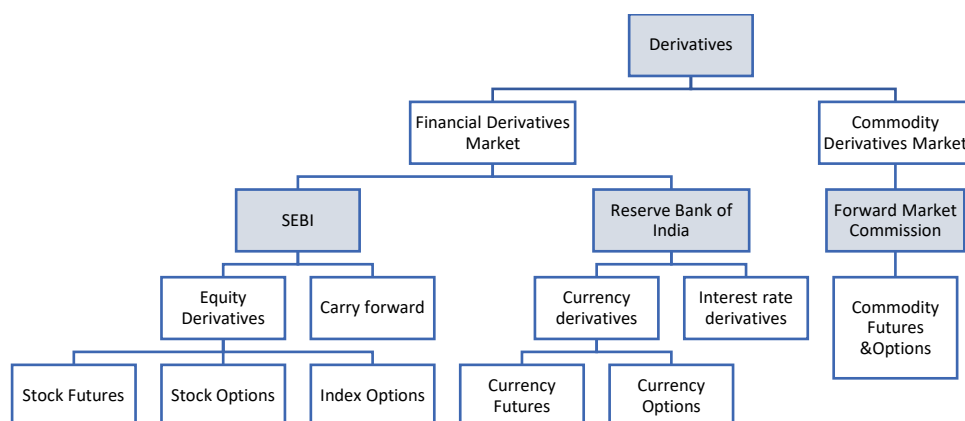 Derivatives
Financial Derivatives
Market
Commodity
Derivatives Market
SEBI
Reserve Bank of
India
Forward Market
Commission
Equity
Derivatives
Carry forward
Currency
derivatives
Interest rate
derivatives
Commodity
Futures
&Options
Stock Futures
Stock Options
Index Options
Currency
Futures
Currency
Options